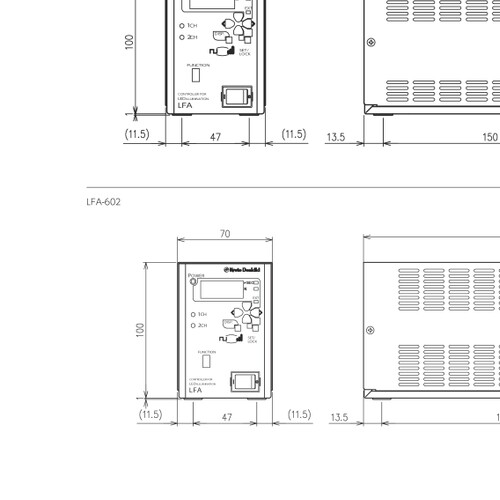 1CH
2CH
SET/
LOCK
FUNCTION
CONTROLLER FOR
LED ILLUMINATION
LFA
100
(11.5)
47
(11.5)
13.5
150
LFA-602
70
Kyoto Denkiki
POWER
1CH
2CH
SET/
LOCK
FUNCTION
CONTROLLER FOR
LED ILLUMINATION
LFA
100
(11.5)
47
(11.5)
13.5